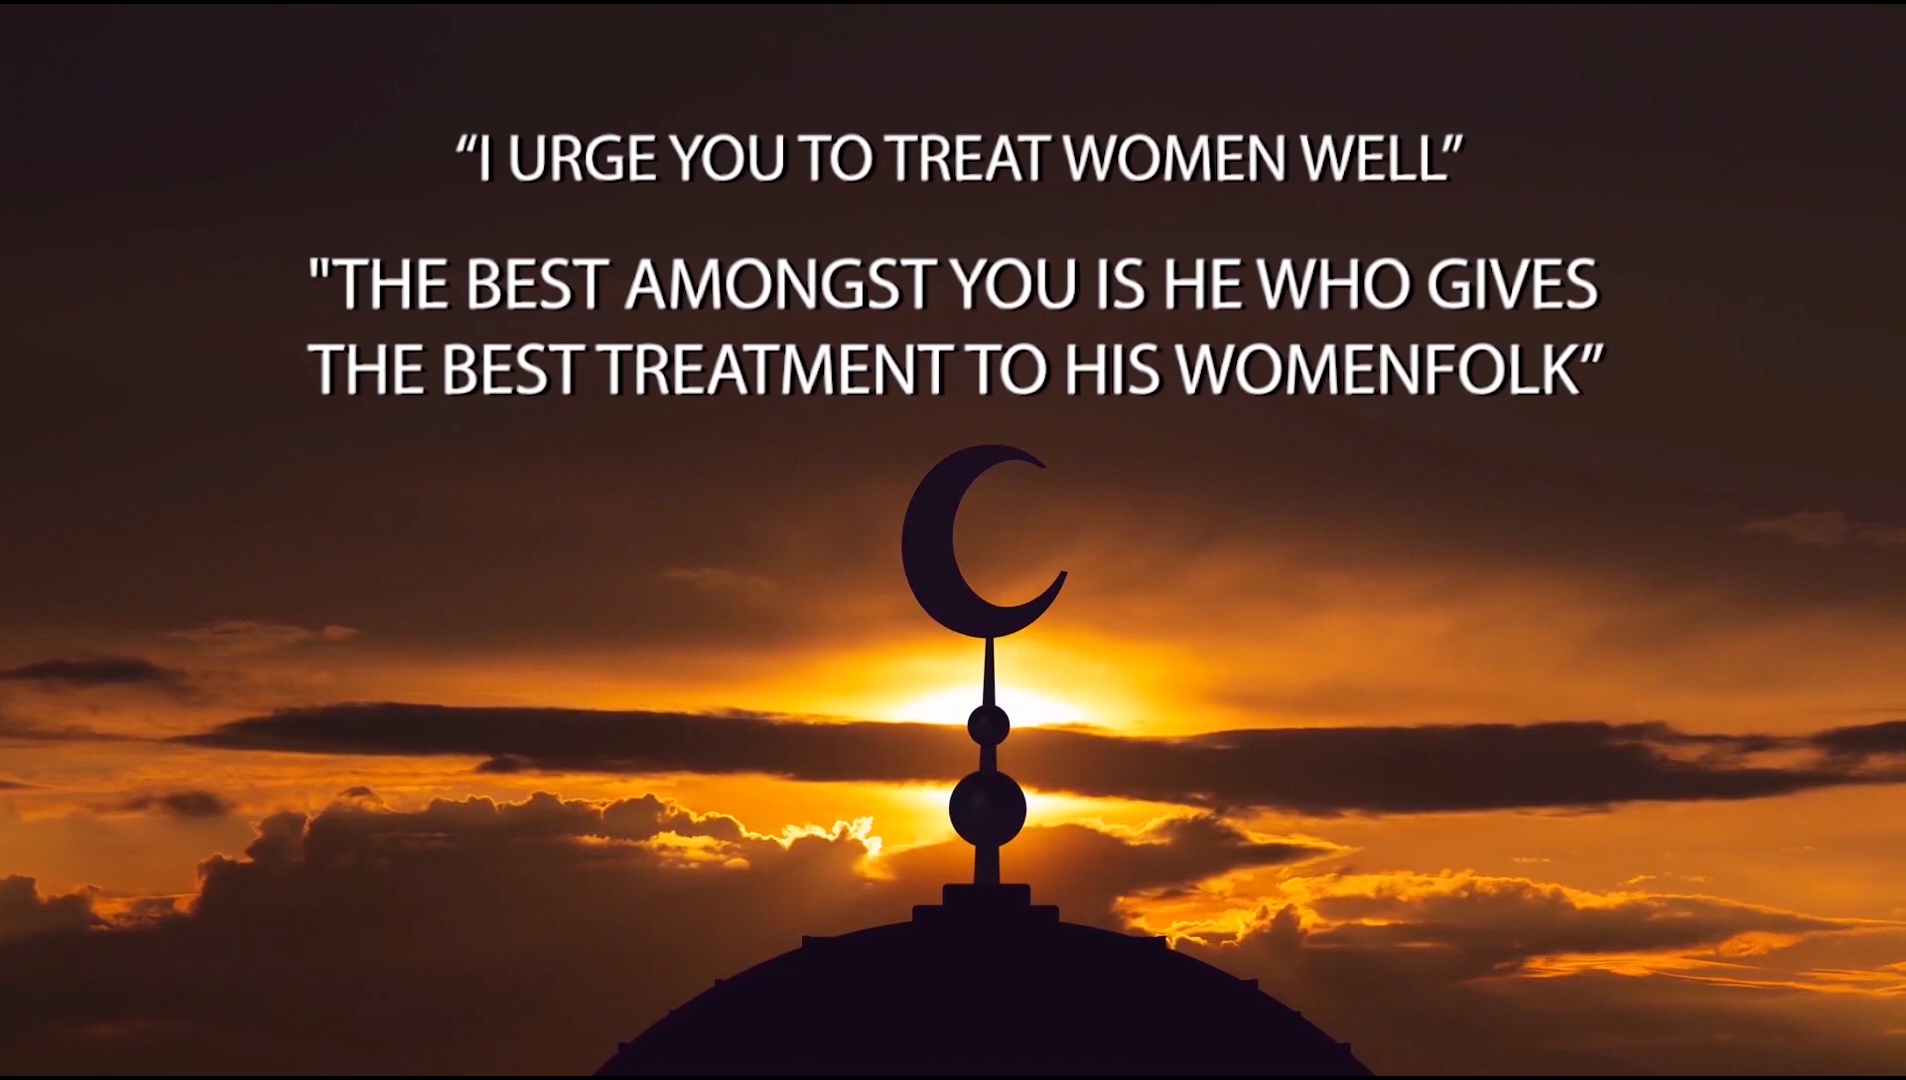 “I URGE YOU TO TREAT WOMEN WELL”
"THE BEST AMONGST YOU IS HE WHO GIVES
THE BEST TREATMENT TO HIS WOMENFOLK”